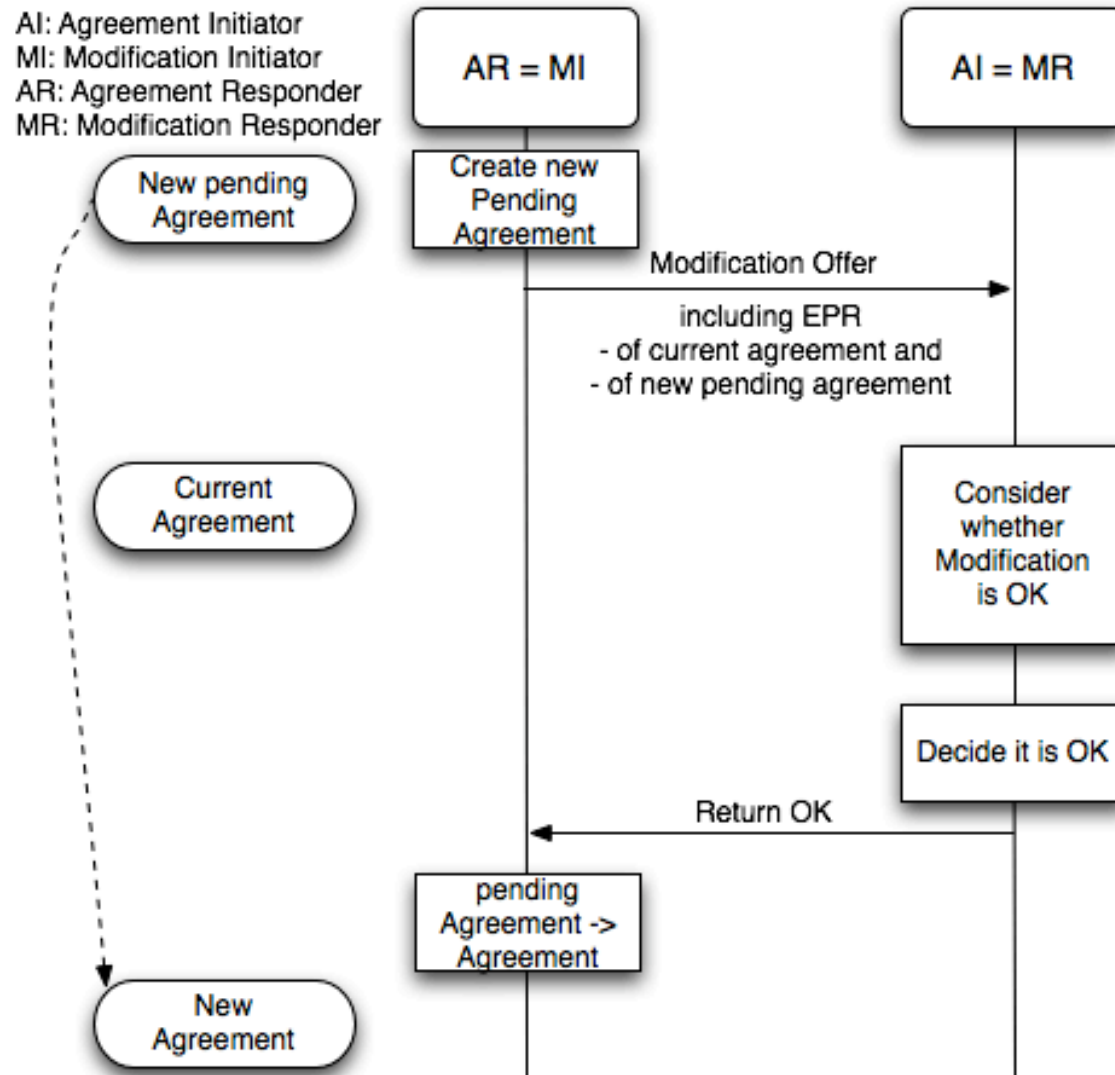 AI: Agreement Initiator
MI: Modification Initiator
AR: Agreement Responder
MR: Modification Responder
AR = MI
AI = MR
New pending
Agreement
Create new
Pending
Agreement
Modification Offer
including EPR
- of current agreement and
- of new pending agreement
Current
Agreement
Consider
whether
Modification
is OK
Decide it is OK
Return OK
pending
Agreement ->
Agreement
New
Agreement